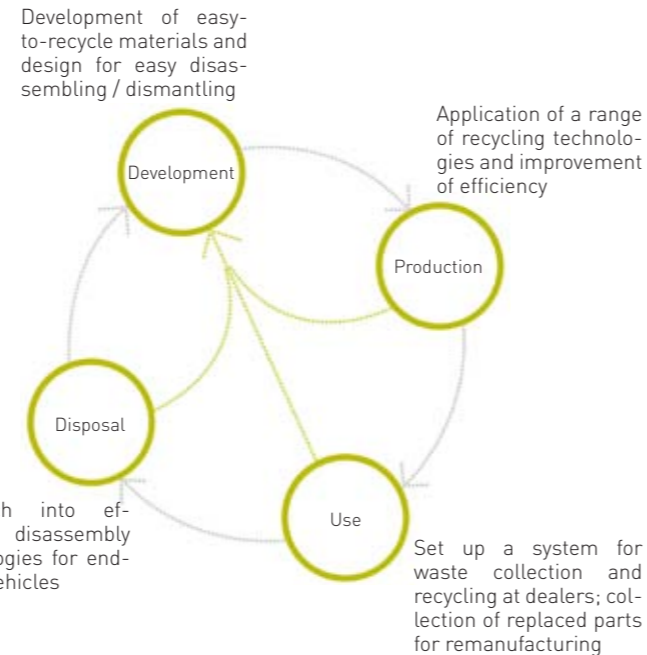 Development of easy-
to-recycle materials and
design for easy disas-
sembling / dismantling
Development
Application of a range
of recycling technolo-
gies and improvement
of efficiency
Production
Disposal
Use
into ef-
disassembly
for end-
Set up a system for
waste collection and
recycling at dealers; col-
lection of replaced parts
for remanufacturing